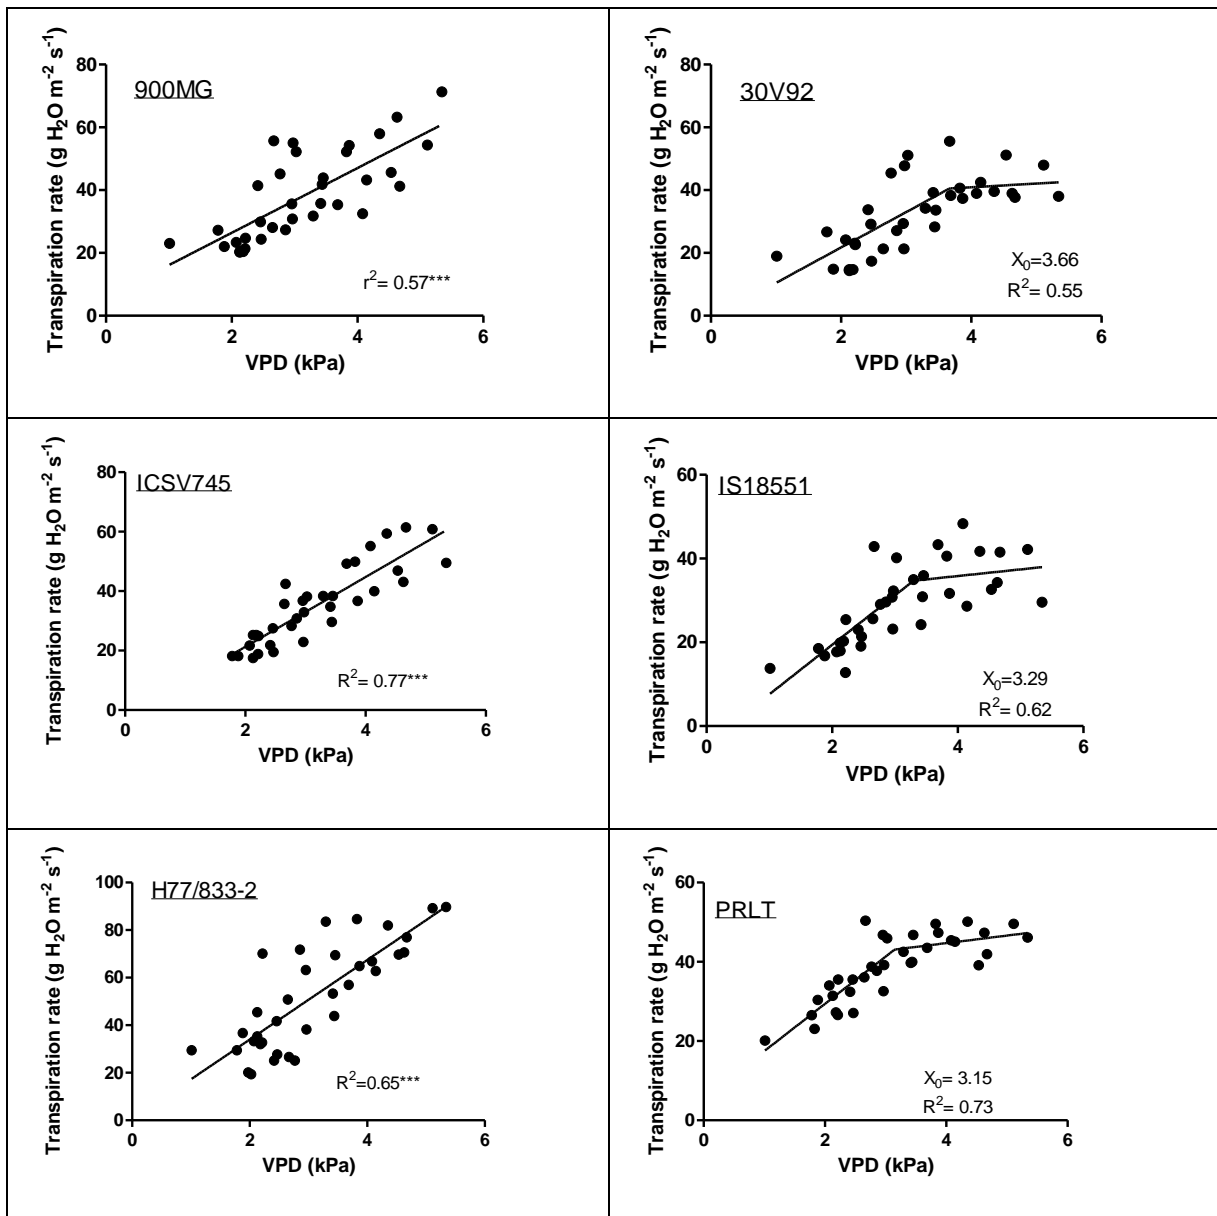 900MG
Transpiration rate (g H₂O m⁻² s⁻¹)
80
60
40
20
0
0 2 4 6
VPD (kPa)
r²= 0.57***
30V92
Transpiration rate (g H₂O m⁻² s⁻¹)
80
60
40
20
0
0 2 4 6
VPD (kPa)
X₀=3.66
R²= 0.55
ICSV745
Transpiration rate (g H₂O m⁻² s⁻¹)
80
60
40
20
0
0 2 4 6
VPD (kPa)
R²= 0.77***
IS18551
Transpiration rate (g H₂O m⁻² s⁻¹)
60
40
20
0
0 2 4 6
VPD (kPa)
X₀=3.29
R²= 0.62
H77/833-2
Transpiration rate (g H₂O m⁻² s⁻¹)
100
80
60
40
20
0
0 2 4 6
VPD (kPa)
R²=0.65***
PRLT
Transpiration rate (g H₂O m⁻² s⁻¹)
60
40
20
0
0 2 4 6
VPD (kPa)
X₀= 3.15
R²= 0.73